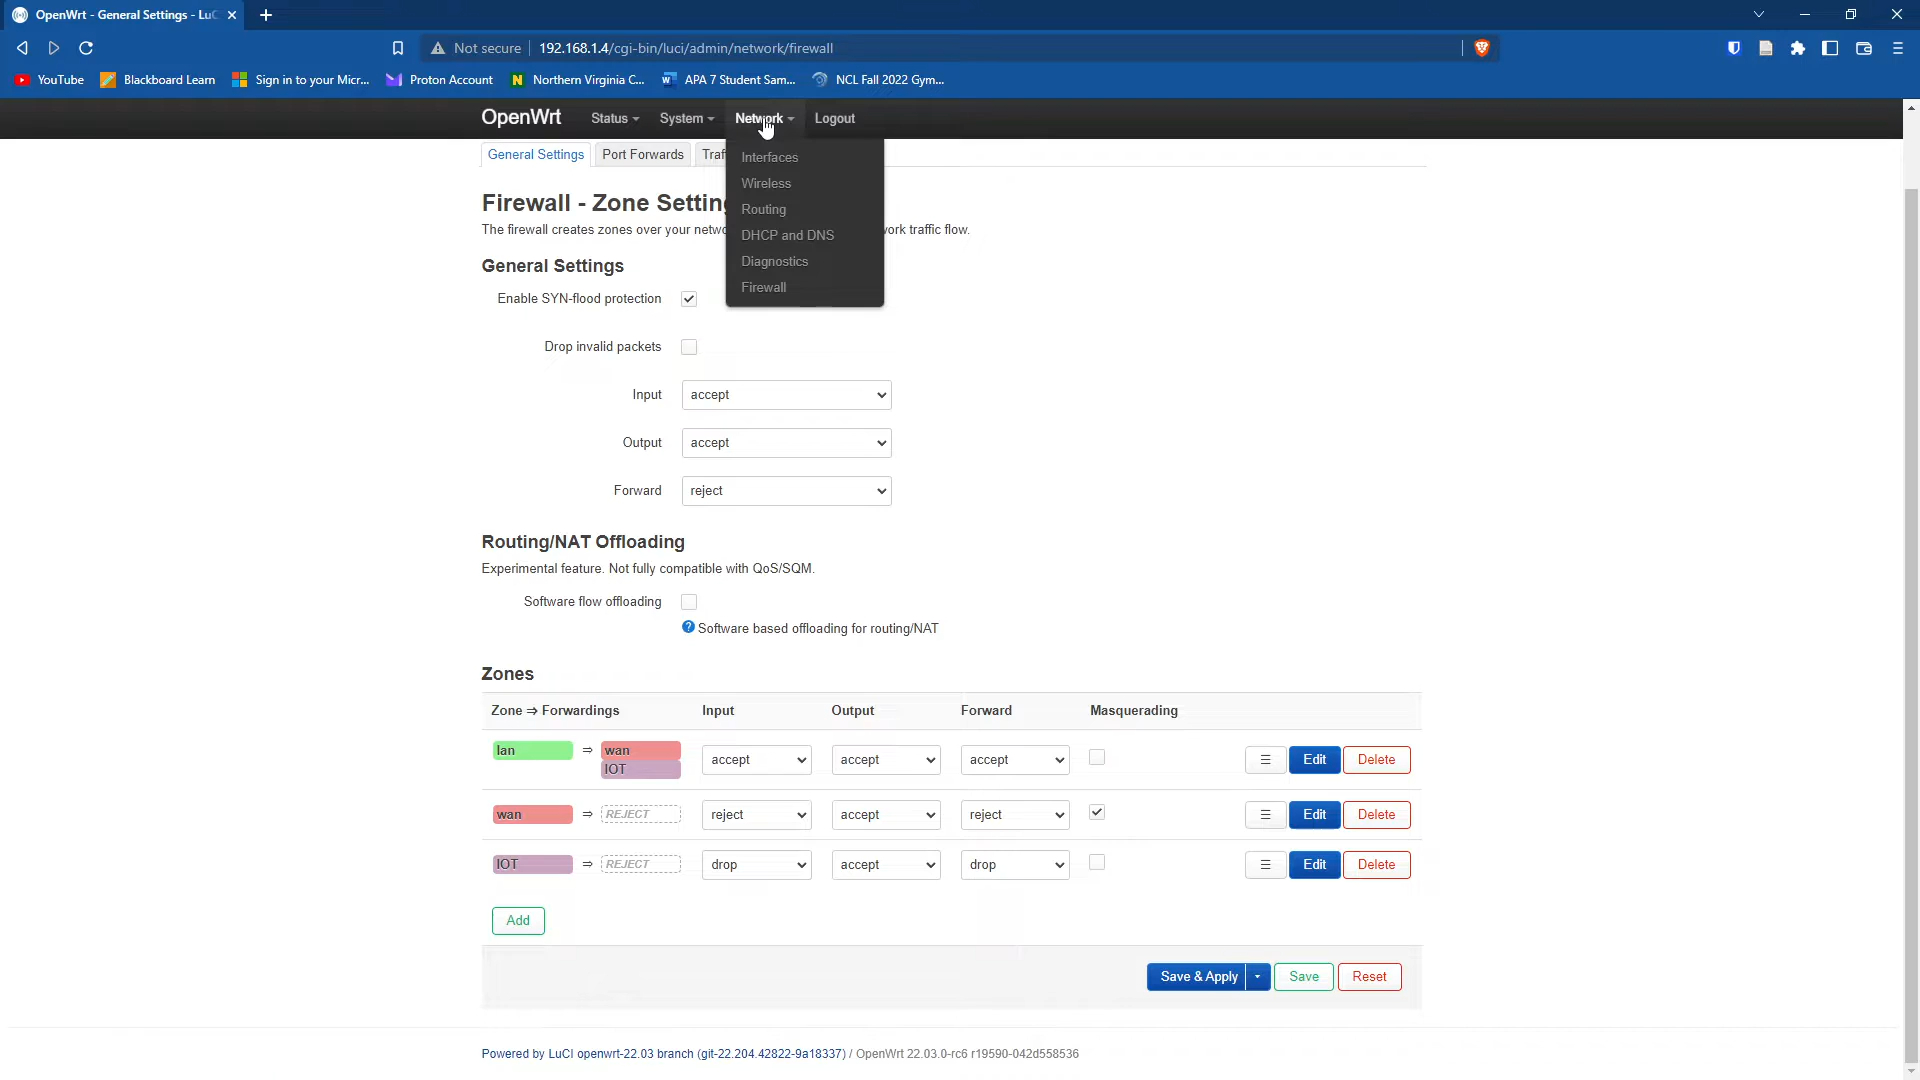 OpenWrt - General Settings - LuC
Not secure 192.168.1.4/cgi-bin/luci/admin/network/firewall
YouTube Blackboard Learn Sign in to your Micr... Proton Account Northern Virginia C... APA 7 Student Sam... NCL Fall 2022 Gym...
OpenWrt Status System Network Logout
General Settings Port Forwards Traf
Interfaces
Wireless
Routing
DHCP and DNS
Diagnostics
Firewall
Firewall - Zone Setting
The firewall creates zones over your netwo ork traffic flow.
General Settings
Enable SYN-flood protection
Drop invalid packets
Input accept
Output accept
Forward reject
Routing/NAT Offloading
Experimental feature. Not fully compatible with QoS/SQM.
Software flow offloading
Software based offloading for routing/NAT
Zones
Zone ⇒ Forwardings Input Output Forward Masquerading
lan ⇒ wan accept accept accept ☰ Edit Delete
IOT
wan ⇒ REJECT reject accept reject ☰ Edit Delete
IOT ⇒ REJECT drop accept drop ☰ Edit Delete
Add
Save & Apply Save Reset
Powered by LuCI openwrt-22.03 branch (git-22.204.42822-9a18337) / OpenWrt 22.03.0-rc6 r19590-042d558536